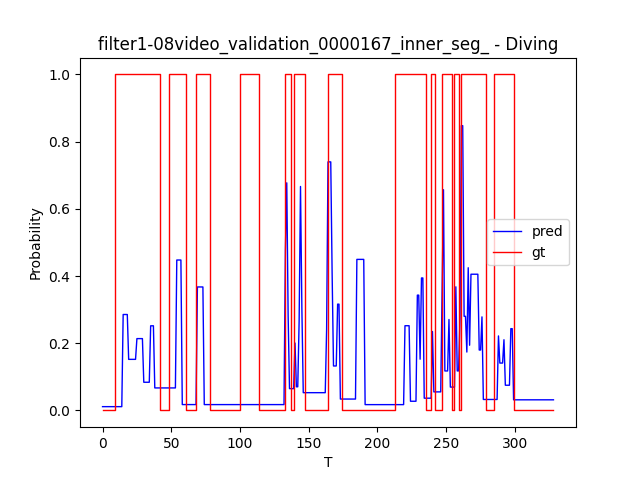 filter1-08video_validation_0000167_inner_seg_ - Diving
1.0
0.8
0.6
0.4
0.2
0.0
Probability
pred
gt
0 50 100 150 200 250 300
T